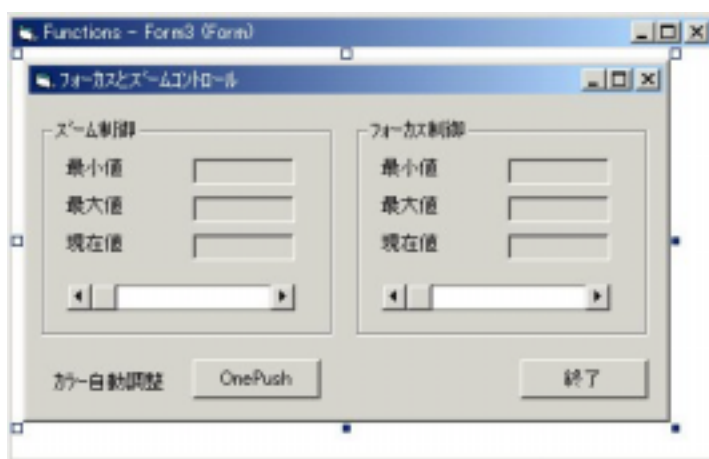 Functions - Form3 (Form)
フォーカスとズームコントロール
ズーム制御
最小値
最大値
現在値
フォーカス制御
最小値
最大値
現在値
カラー自動調整
OnePush
終了